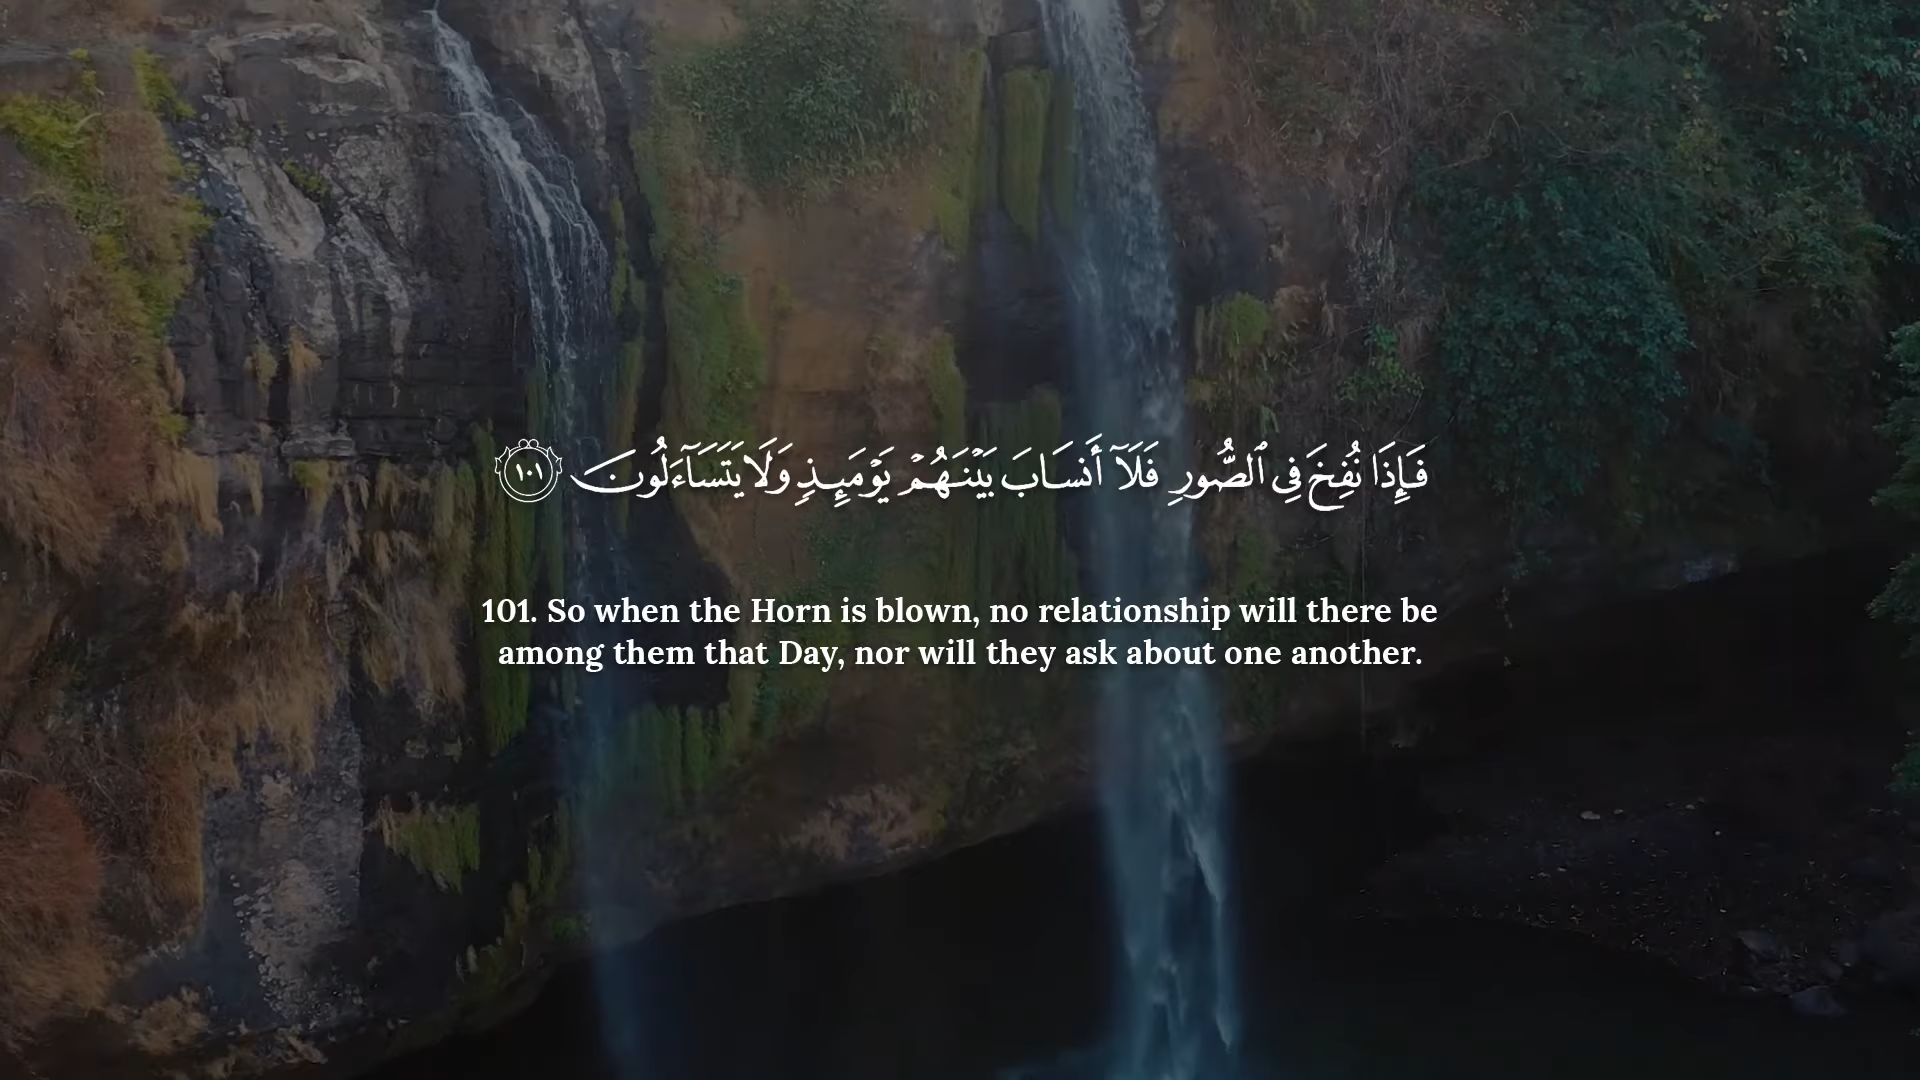 فَإِذَا نُفِخَ فِى ٱلصُّورِ فَلَآ أَنسَابَ بَيْنَهُمْ يَوْمَئِذٍ وَلَا يَتَسَآءَلُونَ ١٠١
101. So when the Horn is blown, no relationship will there be
among them that Day, nor will they ask about one another.